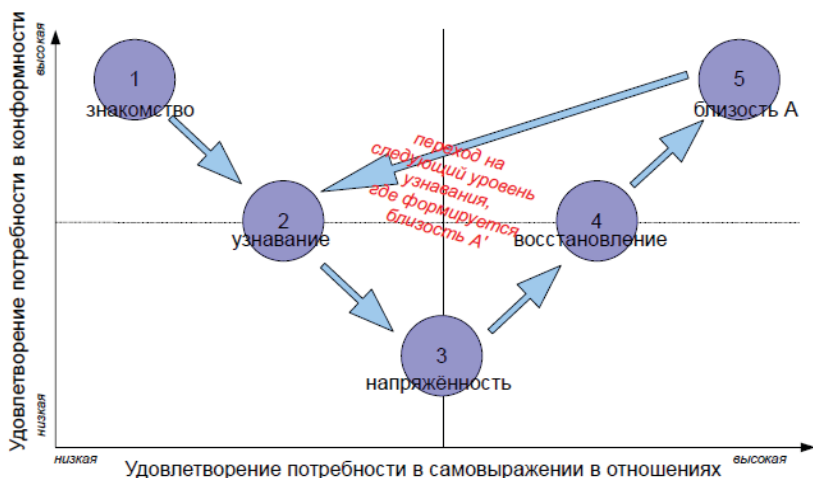 Удовлетворение потребности в конформности
высокая
низкая
1
знакомство
2
узнавание
3
напряжённость
4
восстановление
5
близость А
переход на
следующий уровень
узнавания,
где формируется
близость А'
низкая
высокая
Удовлетворение потребности в самовыражении в отношениях